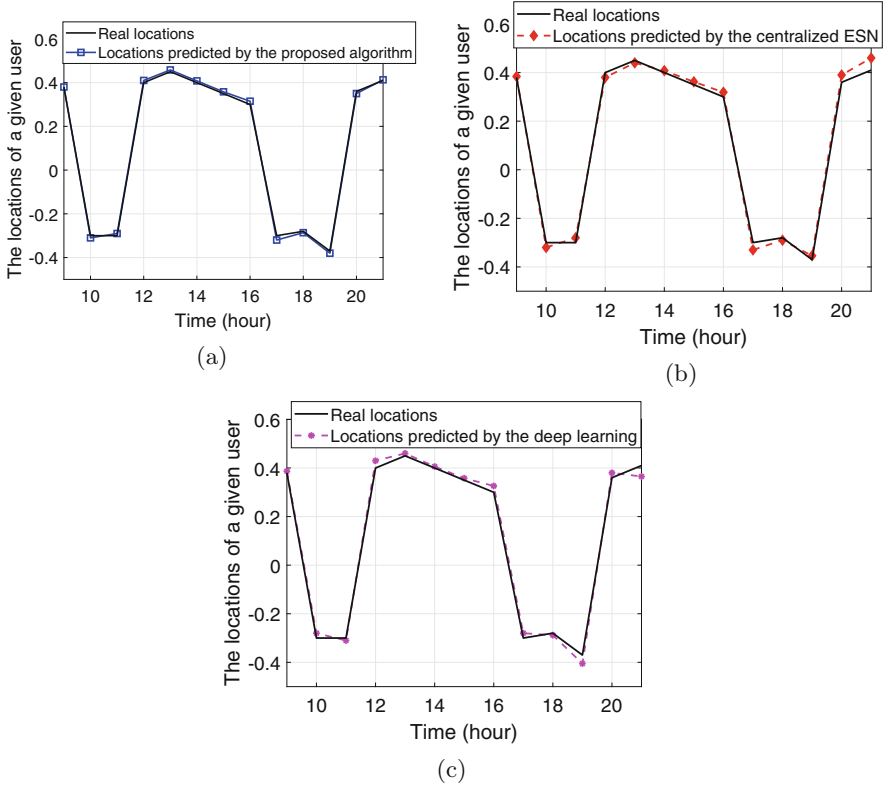 Real locations
Locations predicted by the proposed algorithm
The locations of a given user
0.6
0.4
0.2
0
-0.2
-0.4
10 12 14 16 18 20
Time (hour)
(a)
Real locations
Locations predicted by the centralized ESN
The locations of a given user
0.6
0.4
0.2
0
-0.2
-0.4
10 12 14 16 18 20
Time (hour)
(b)
Real locations
Locations predicted by the deep learning
The locations of a given user
0.6
0.4
0.2
0
-0.2
-0.4
10 12 14 16 18 20
Time (hour)
(c)